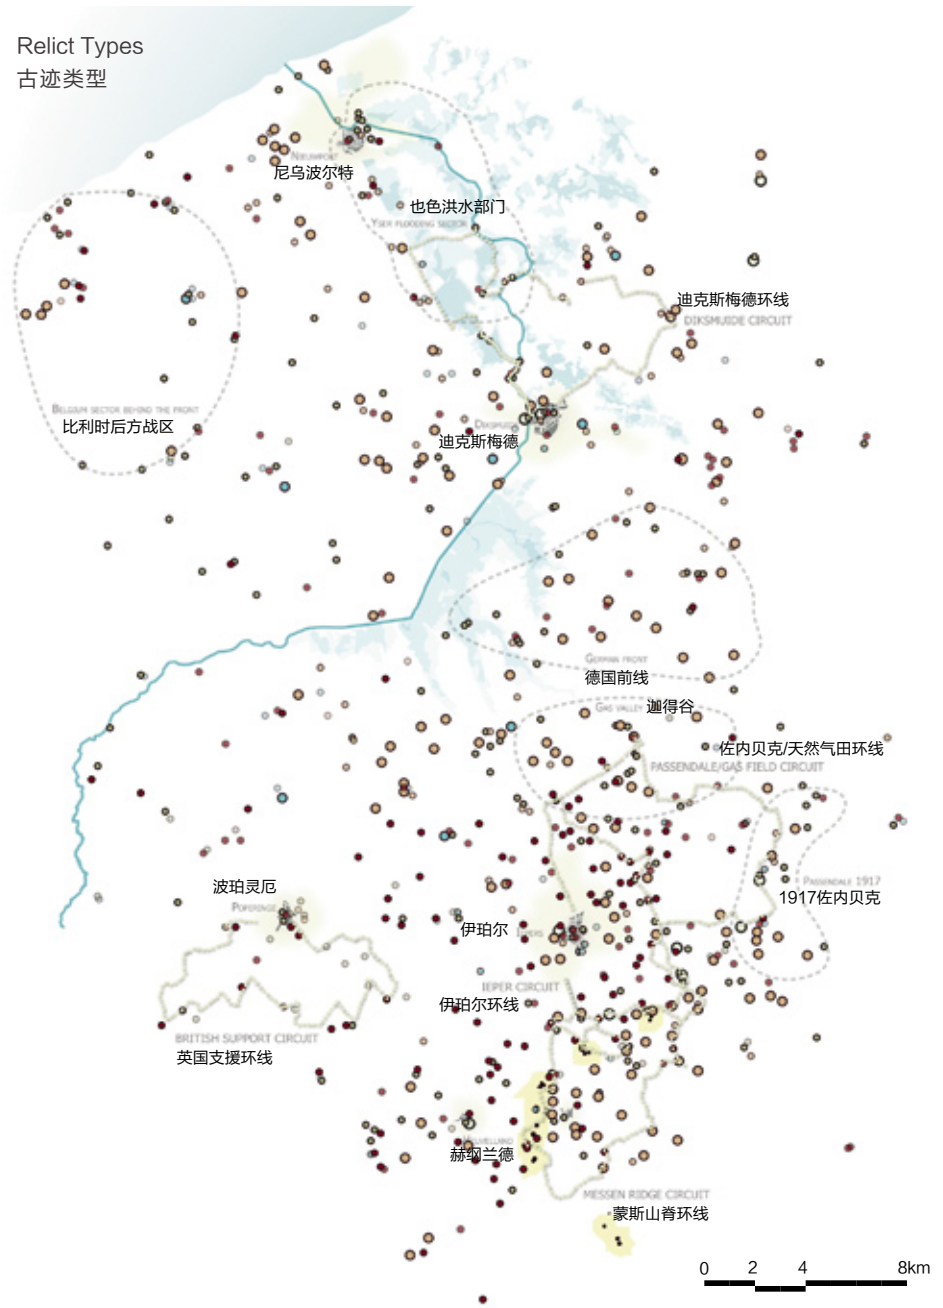 Relict Types
古迹类型
NIEUWPOORT
尼乌波尔特
也色洪水部门
YSER FLOODING SECTOR
迪克斯梅德环线
DIKSMUIDE CIRCUIT
BELGIUM SECTOR BEHIND THE FRONT
比利时后方战区
DIKSMUIDE
迪克斯梅德
GERMAN FRONT
德国前线
GAS VALLEY 迦得谷
佐内贝克/天然气田环线
PASSENDALE/GAS FIELD CIRCUIT
PASSENDALE 1917
1917佐内贝克
波珀灵厄
POPERINGE
伊珀尔 IEPERS
IEPER CIRCUIT
伊珀尔环线
BRITISH SUPPORT CIRCUIT
英国支援环线
HEUVELLAND
赫纲兰德
MESSEN RIDGE CIRCUIT
蒙斯山脊环线
0 2 4 8km